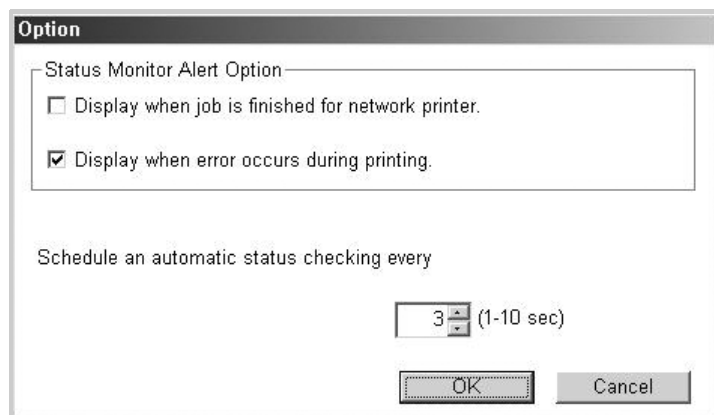 Option
Status Monitor Alert Option
Display when job is finished for network printer.
Display when error occurs during printing.
Schedule an automatic status checking every
3 (1-10 sec)
OK Cancel